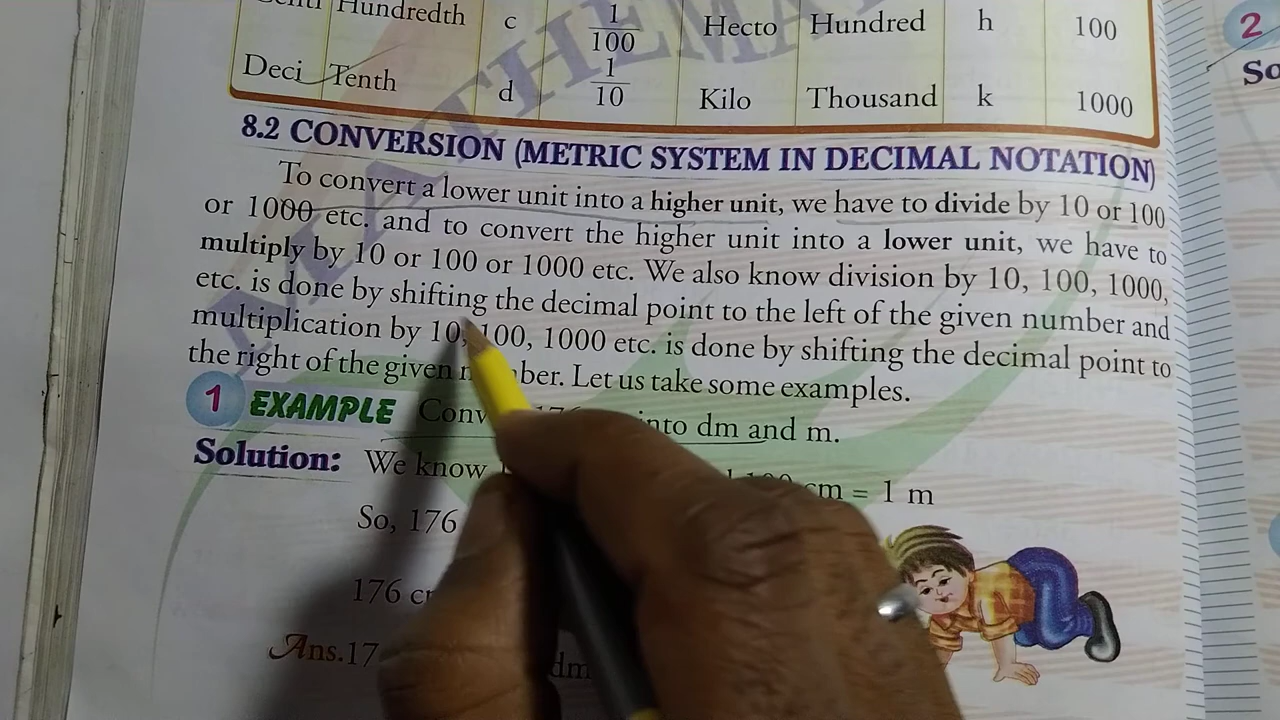 Hundredth c 1/100 Hecto Hundred h 100
Deci Tenth d 1/10 Kilo Thousand k 1000
MATHEMA
8.2 CONVERSION (METRIC SYSTEM IN DECIMAL NOTATION)
To convert a lower unit into a higher unit, we have to divide by 10 or 100
or 1000 etc. and to convert the higher unit into a lower unit, we have to
multiply by 10 or 100 or 1000 etc. We also know division by 10, 100, 1000,
etc. is done by shifting the decimal point to the left of the given number and
multiplication by 10, 100, 1000 etc. is done by shifting the decimal point to
the right of the given number. Let us take some examples.
1 EXAMPLE into dm and m.
Solution: We know cm = 1 m
So, 176
176
Ans. 17 dm
2